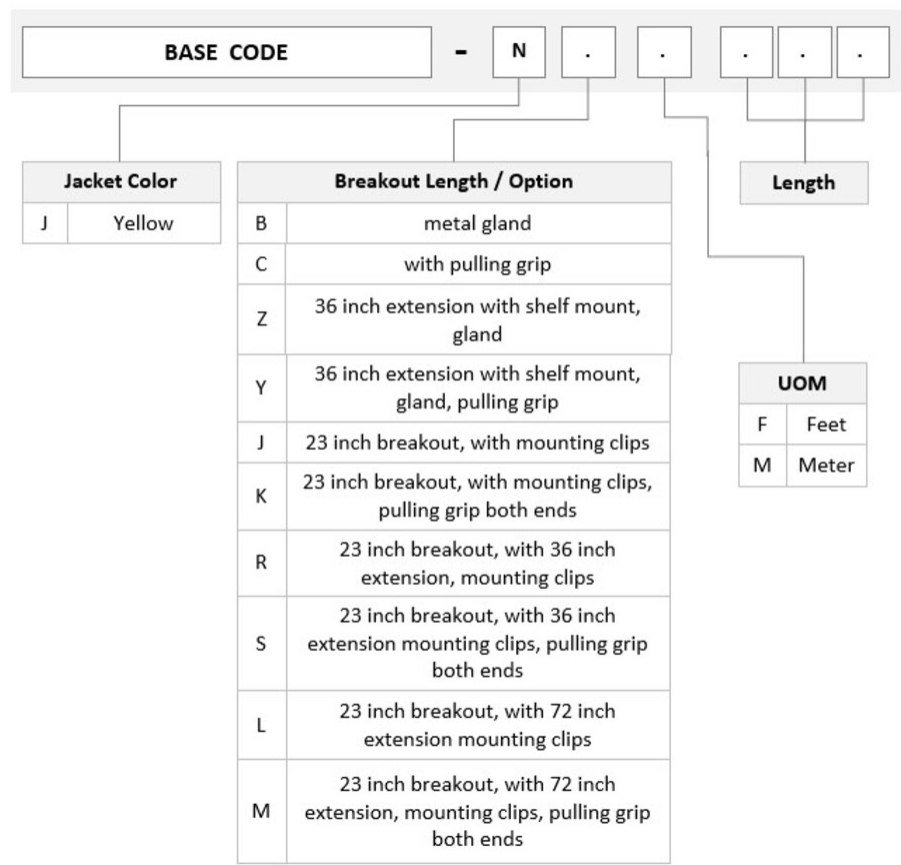 BASE CODE - N . . . . .
Jacket Color
J Yellow
Breakout Length / Option
B metal gland
C with pulling grip
Z 36 inch extension with shelf mount,
gland
Y 36 inch extension with shelf mount,
gland, pulling grip
J 23 inch breakout, with mounting clips
K 23 inch breakout, with mounting clips,
pulling grip both ends
R 23 inch breakout, with 36 inch
extension, mounting clips
S 23 inch breakout, with 36 inch
extension mounting clips, pulling grip
both ends
L 23 inch breakout, with 72 inch
extension mounting clips
M 23 inch breakout, with 72 inch
extension, mounting clips, pulling grip
both ends
Length
UOM
F Feet
M Meter